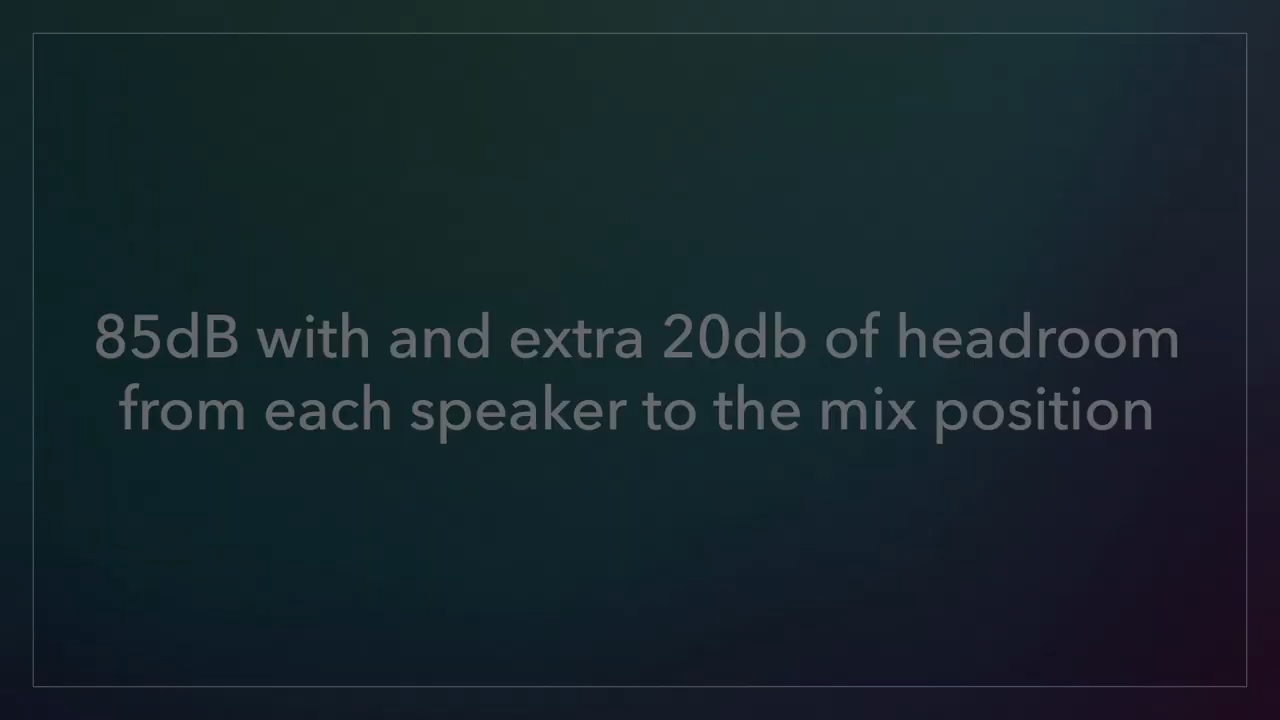 85dB with and extra 20db of headroom
from each speaker to the mix position